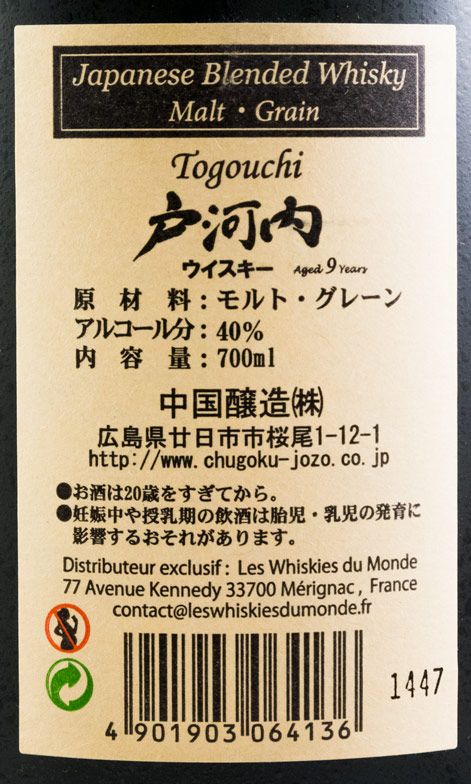 Japanese Blended Whisky
Malt・Grain
Togouchi
戸河内
ウイスキー Aged 9 Years
原材料：モルト・グレーン
アルコール分：40%
内容量：700ml
中国醸造㈱
広島県廿日市市桜尾1-12-1
http://www.chugoku-jozo.co.jp
●お酒は20歳をすぎてから。
●妊娠中や授乳期の飲酒は胎児・乳児の発育に
影響するおそれがあります。
Distributeur exclusif : Les Whiskies du Monde
77 Avenue Kennedy 33700 Mérignac , France
contact@leswhiskiesdumonde.fr
1447
4 901903 064136